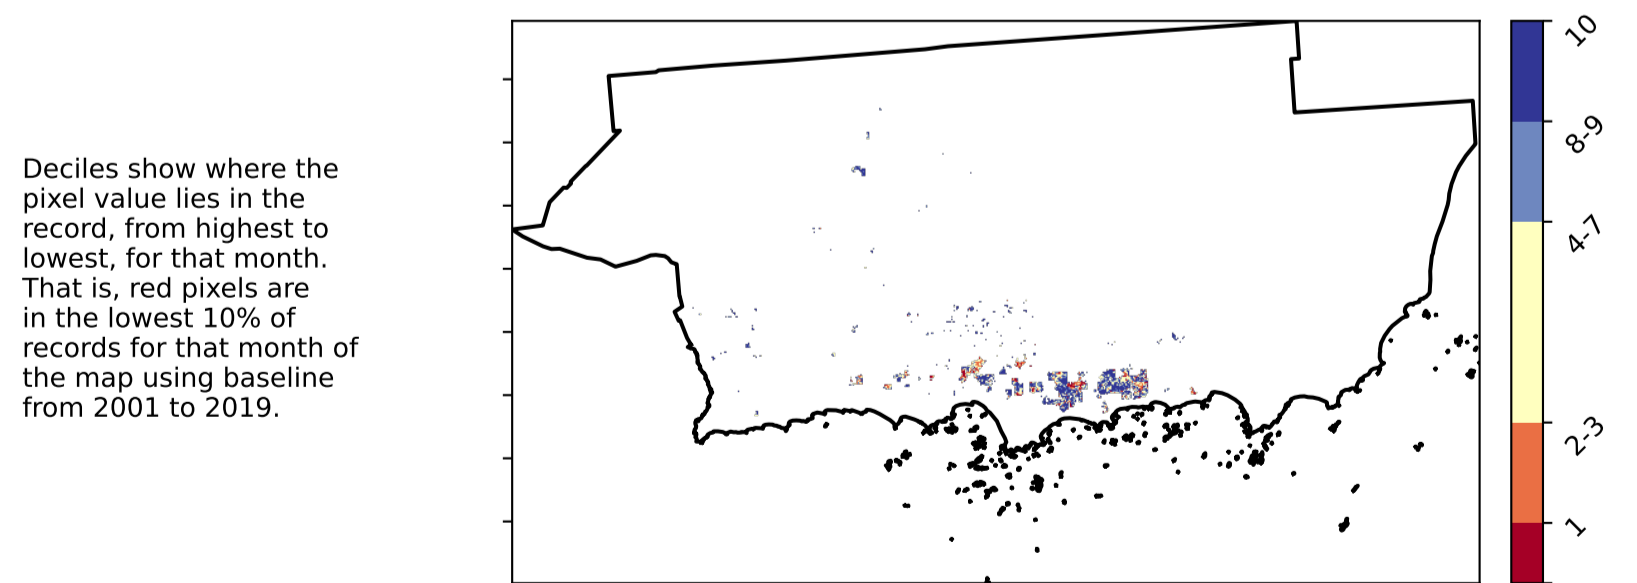 Deciles show where the
pixel value lies in the
record, from highest to
lowest, for that month.
That is, red pixels are
in the lowest 10% of
records for that month of
the map using baseline
from 2001 to 2019.
10
8-9
4-7
2-3
1